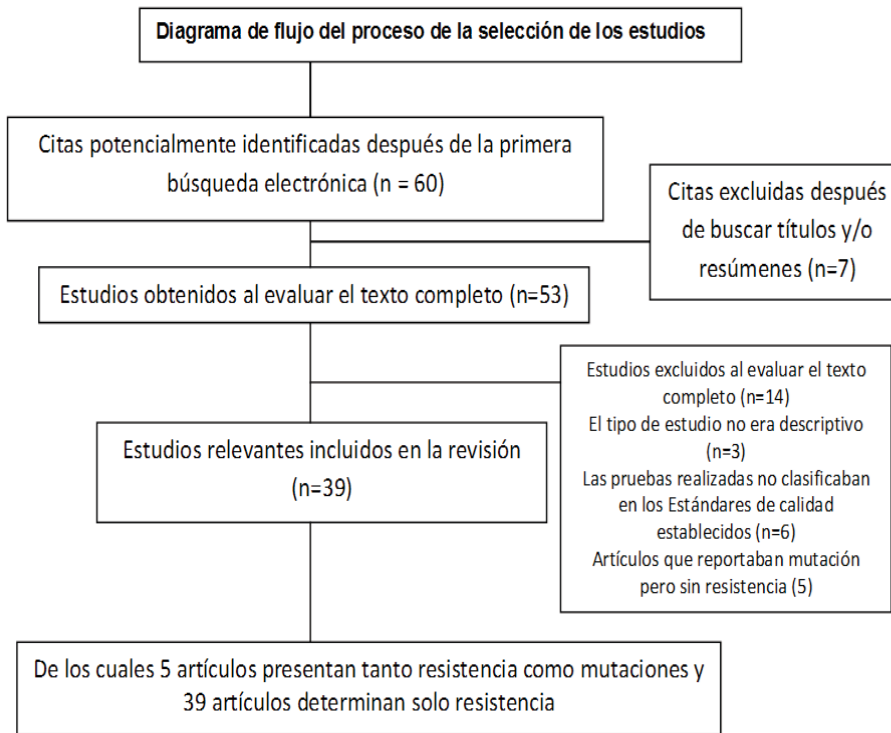 Diagrama de flujo del proceso de la selección de los estudios
Citas potencialmente identificadas después de la primera
búsqueda electrónica (n = 60)
Citas excluidas después
de buscar títulos y/o
resúmenes (n=7)
Estudios obtenidos al evaluar el texto completo (n=53)
Estudios excluidos al evaluar el texto
completo (n=14)
El tipo de estudio no era descriptivo
(n=3)
Las pruebas realizadas no clasificaban
en los Estándares de calidad
establecidos (n=6)
Artículos que reportaban mutación
pero sin resistencia (5)
Estudios relevantes incluidos en la revisión
(n=39)
De los cuales 5 artículos presentan tanto resistencia como mutaciones y
39 artículos determinan solo resistencia